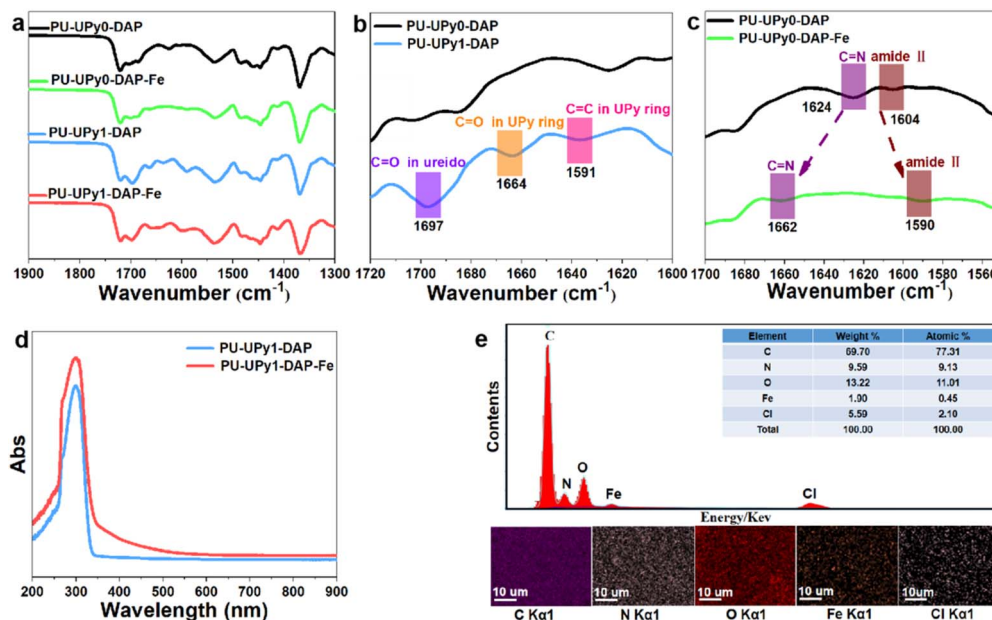 a
PU-UPy0-DAP
PU-UPy0-DAP-Fe
PU-UPy1-DAP
PU-UPy1-DAP-Fe
1900 1800 1700 1600 1500 1400 1300
Wavenumber (cm-1)
b
PU-UPy0-DAP
PU-UPy1-DAP
C=C in UPy ring
C=O in UPy ring
C=O in ureido
1591
1664
1697
1720 1700 1680 1660 1640 1620 1600
Wavenumber (cm-1)
c
PU-UPy0-DAP
PU-UPy0-DAP-Fe
C=N amide II
1624
1604
C=N
amide II
1662
1590
1700 1680 1660 1640 1620 1600 1580 1560
Wavenumber (cm-1)
d
PU-UPy1-DAP
PU-UPy1-DAP-Fe
Abs
200 300 400 500 600 700 800 900
Wavelength (nm)
e
Contents
C
N
O
Fe
Cl
Energy/Kev
Element Weight % Atomic %
C 69.70 77.31
N 9.59 9.13
O 13.22 11.01
Fe 1.90 0.45
Cl 5.59 2.10
Total 100.00 100.00
10 um
10 um
10 um
10 um
10um
C Kα1
N Kα1
O Kα1
Fe Kα1
Cl Kα1